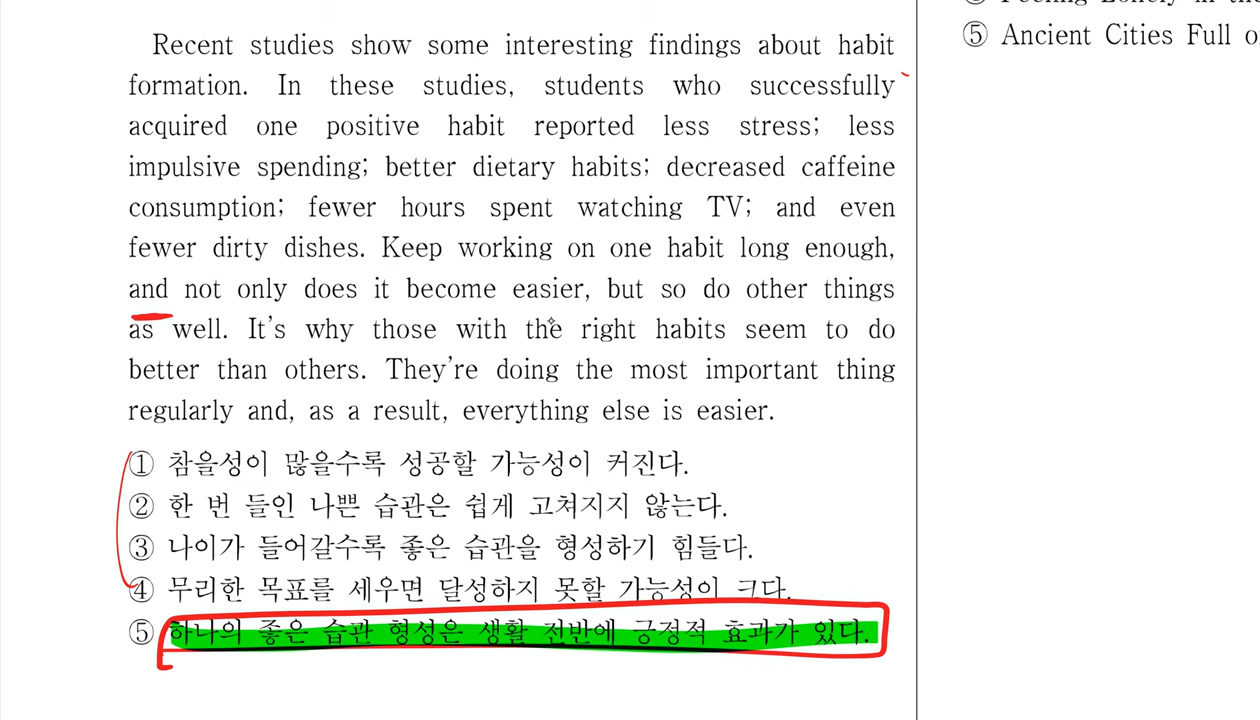 Recent studies show some interesting findings about habit
formation. In these studies, students who successfully
acquired one positive habit reported less stress; less
impulsive spending; better dietary habits; decreased caffeine
consumption; fewer hours spent watching TV; and even
fewer dirty dishes. Keep working on one habit long enough,
and not only does it become easier, but so do other things
as well. It's why those with the right habits seem to do
better than others. They're doing the most important thing
regularly and, as a result, everything else is easier.
① 참을성이 많을수록 성공할 가능성이 커진다.
② 한 번 들인 나쁜 습관은 쉽게 고쳐지지 않는다.
③ 나이가 들어갈수록 좋은 습관을 형성하기 힘들다.
④ 무리한 목표를 세우면 달성하지 못할 가능성이 크다.
⑤ 하나의 좋은 습관 형성은 생활 전반에 긍정적 효과가 있다.
⑤ Ancient Cities Full